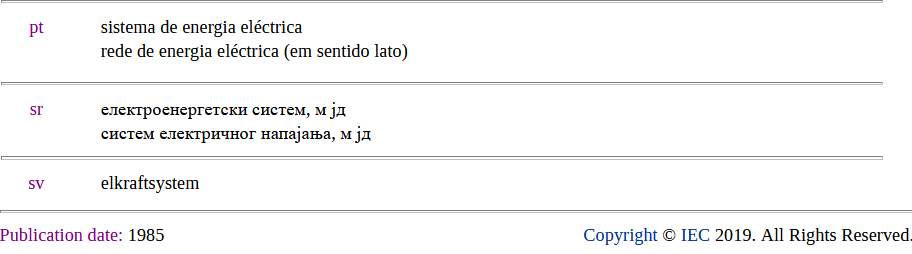 pt sistema de energia eléctrica
rede de energia eléctrica (em sentido lato)
sr електроенергетски систем, м јд
систем електричног напајања, м јд
sv elkraftsystem
Publication date: 1985 Copyright © IEC 2019. All Rights Reserved.